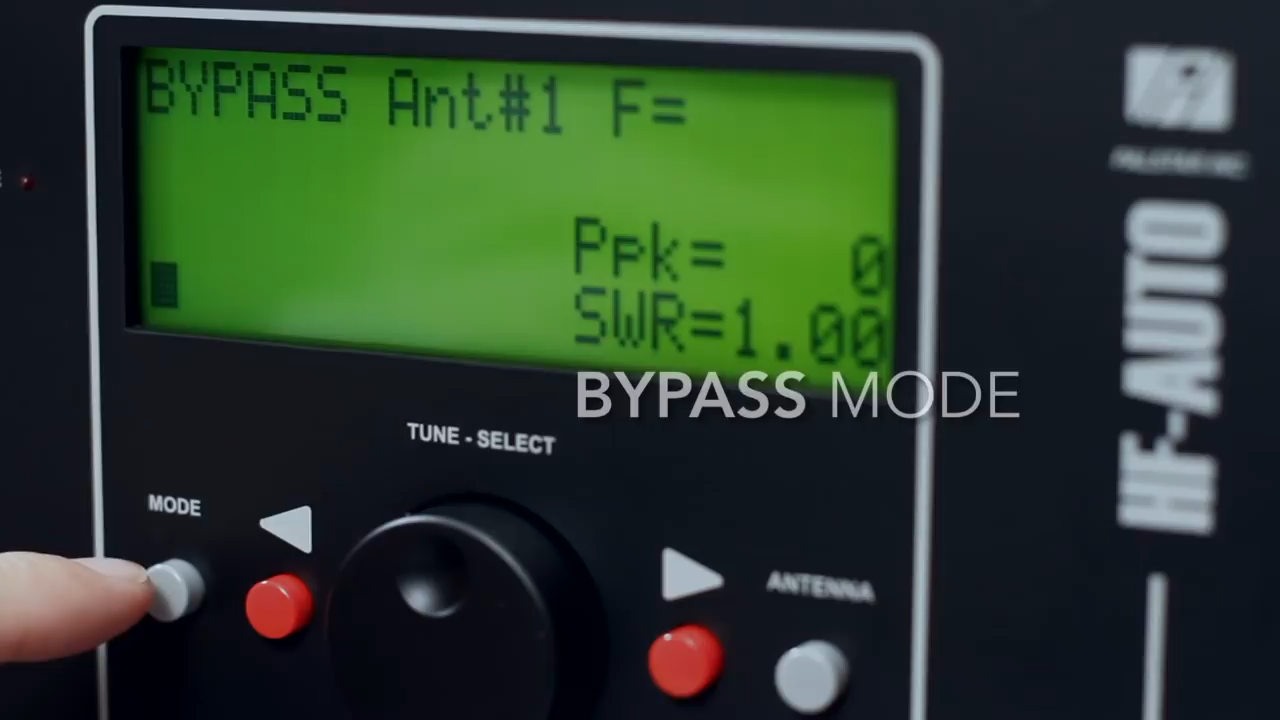 BYPASS Ant#1 F=
Ppk= 0
SWR=1.00
BYPASS MODE
TUNE - SELECT
MODE
ANTENNA
HF-AUTO